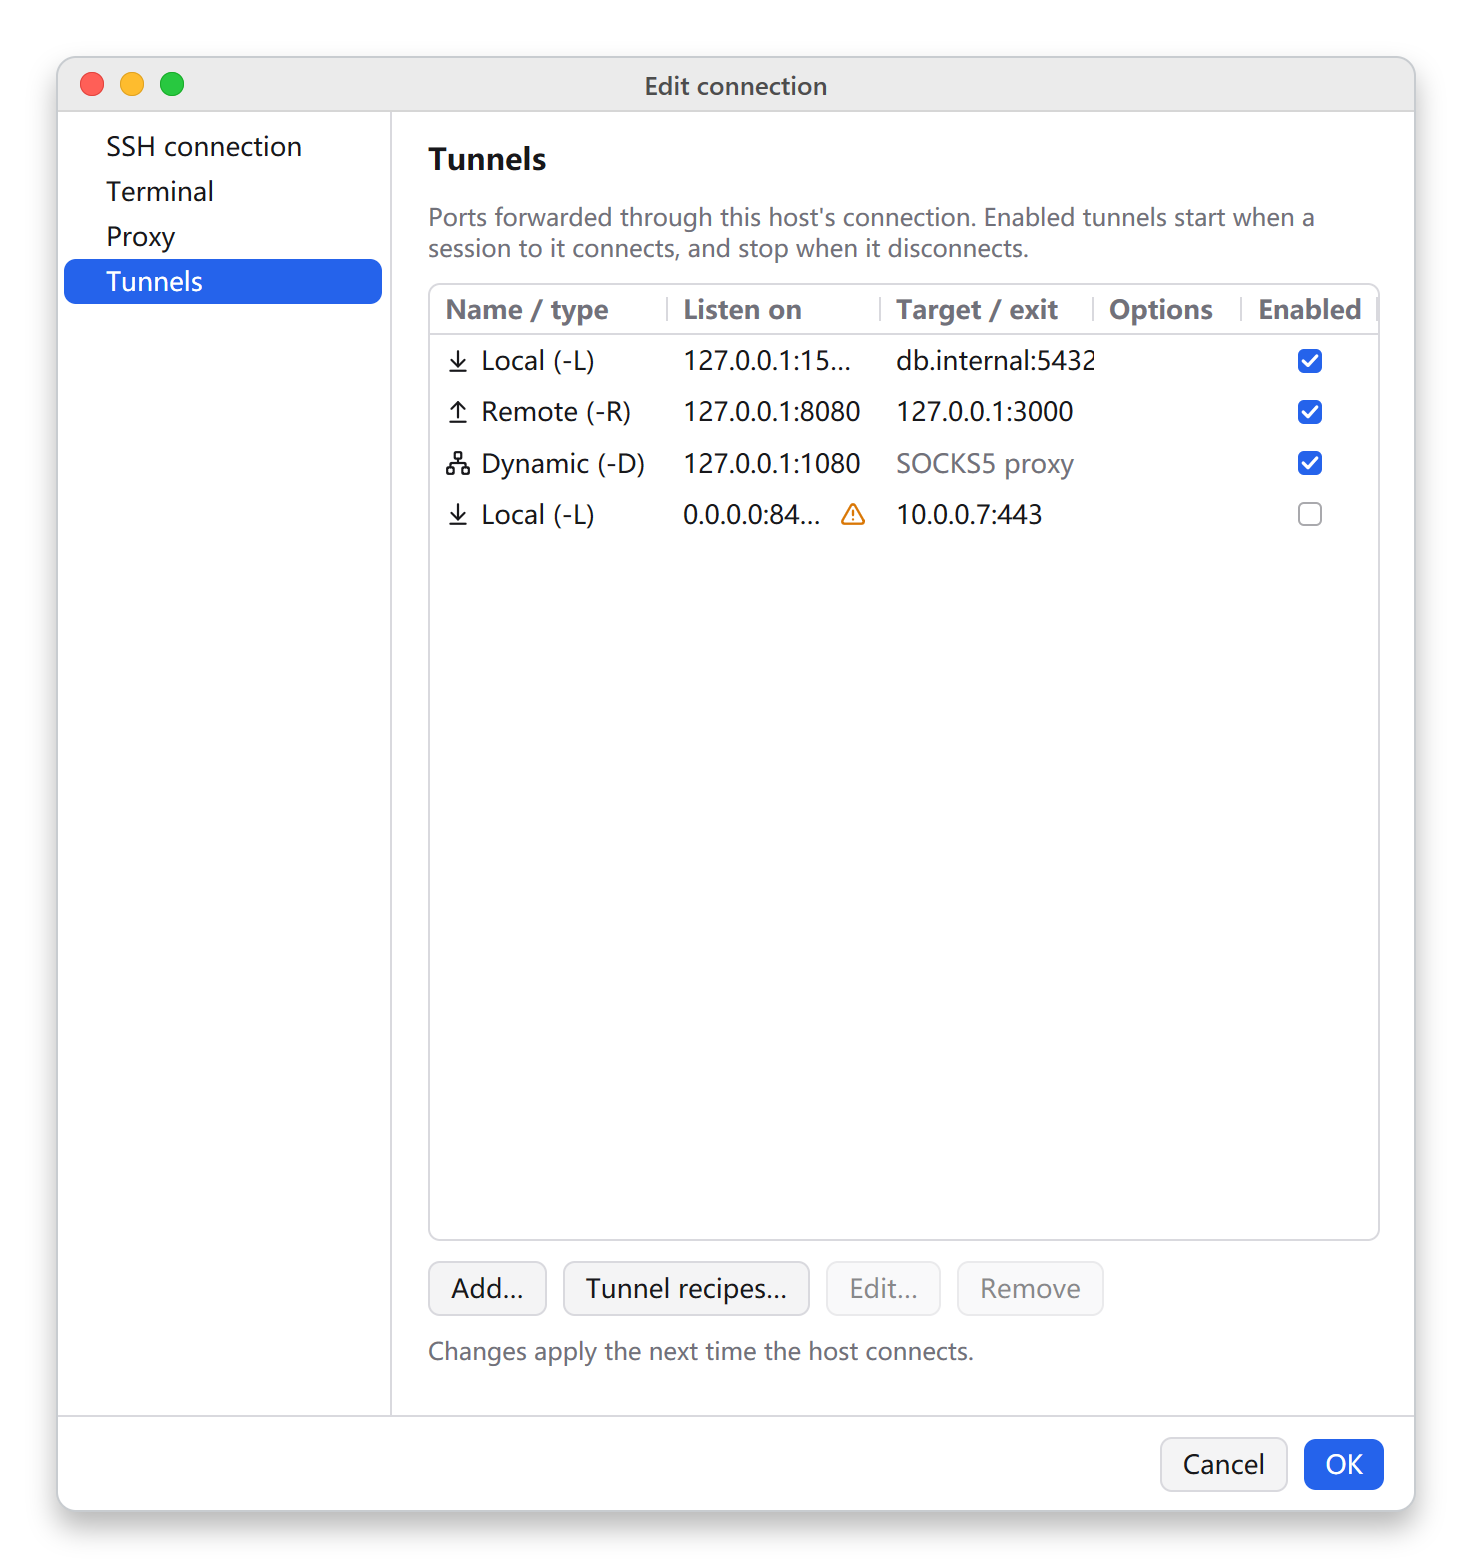 Edit connection
SSH connection
Terminal
Proxy
Tunnels
Tunnels
Ports forwarded through this host's connection. Enabled tunnels start when a
session to it connects, and stop when it disconnects.
Name / type Listen on Target / exit Options Enabled
Local (-L) 127.0.0.1:15... db.internal:5432
Remote (-R) 127.0.0.1:8080 127.0.0.1:3000
Dynamic (-D) 127.0.0.1:1080 SOCKS5 proxy
Local (-L) 0.0.0.0:84... 10.0.0.7:443
Add... Tunnel recipes... Edit... Remove
Changes apply the next time the host connects.
Cancel OK